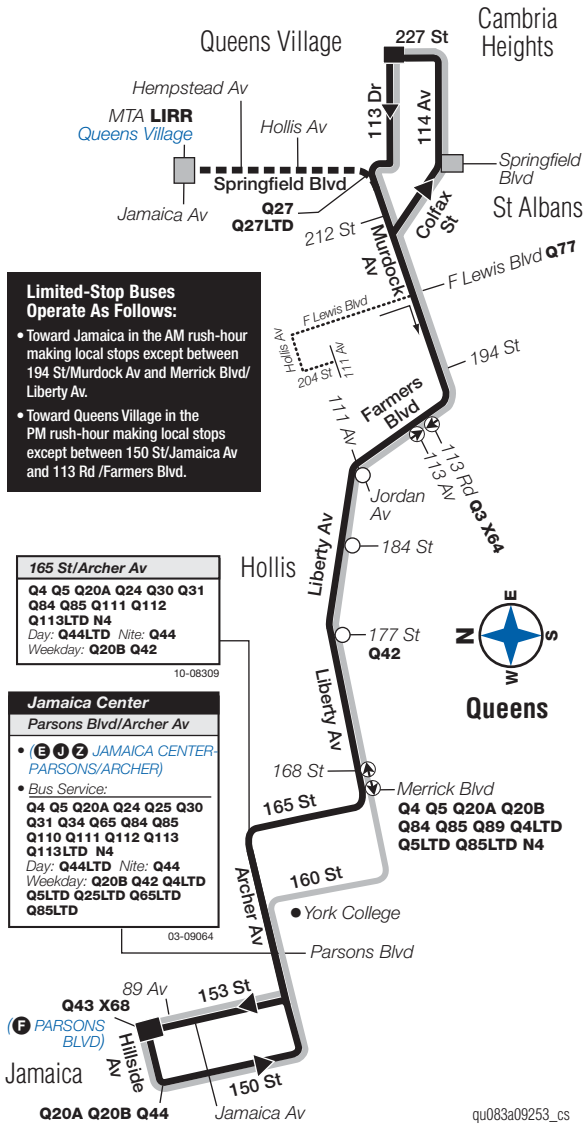 Cambria
Heights
Queens Village
227 St
113 Dr
114 Av
Hempstead Av
MTA LIRR
Queens Village
Hollis Av
Springfield Blvd
Jamaica Av
Springfield
Blvd
Q27
Q27LTD
212 St
Colfax
St
St Albans
Murdock
Av
F Lewis Blvd Q77
F Lewis Blvd
Hollis Av
204 St
111 Av
194 St
Limited-Stop Buses
Operate As Follows:
• Toward Jamaica in the AM rush-hour
making local stops except between
194 St/Murdock Av and Merrick Blvd/
Liberty Av.
• Toward Queens Village in the
PM rush-hour making local stops
except between 150 St/Jamaica Av
and 113 Rd /Farmers Blvd.
Farmers
Blvd
111 Av
113 Rd Q3 X64
113 Av
Jordan
Av
Liberty Av
184 St
Hollis
177 St
Q42
Liberty Av
N
E
S
W
Queens
165 St/Archer Av
Q4 Q5 Q20A Q24 Q30 Q31
Q84 Q85 Q111 Q112
Q113LTD N4
Day: Q44LTD Nite: Q44
Weekday: Q20B Q42
10-08309
Jamaica Center
Parsons Blvd/Archer Av
• (E J Z JAMAICA CENTER-
PARSONS/ARCHER)
• Bus Service:
Q4 Q5 Q20A Q24 Q25 Q30
Q31 Q34 Q65 Q84 Q85
Q110 Q111 Q112 Q113
Q113LTD N4
Day: Q44LTD Nite: Q44
Weekday: Q20B Q42 Q4LTD
Q5LTD Q25LTD Q65LTD
Q85LTD
03-09064
168 St
Merrick Blvd
Q4 Q5 Q20A Q20B
Q84 Q85 Q89 Q4LTD
Q5LTD Q85LTD N4
165 St
160 St
Archer Av
York College
Parsons Blvd
89 Av
153 St
Q43 X68
(F PARSONS
BLVD)
Hillside
Av
Jamaica
150 St
Q20A Q20B Q44
Jamaica Av
qu083a09253_cs